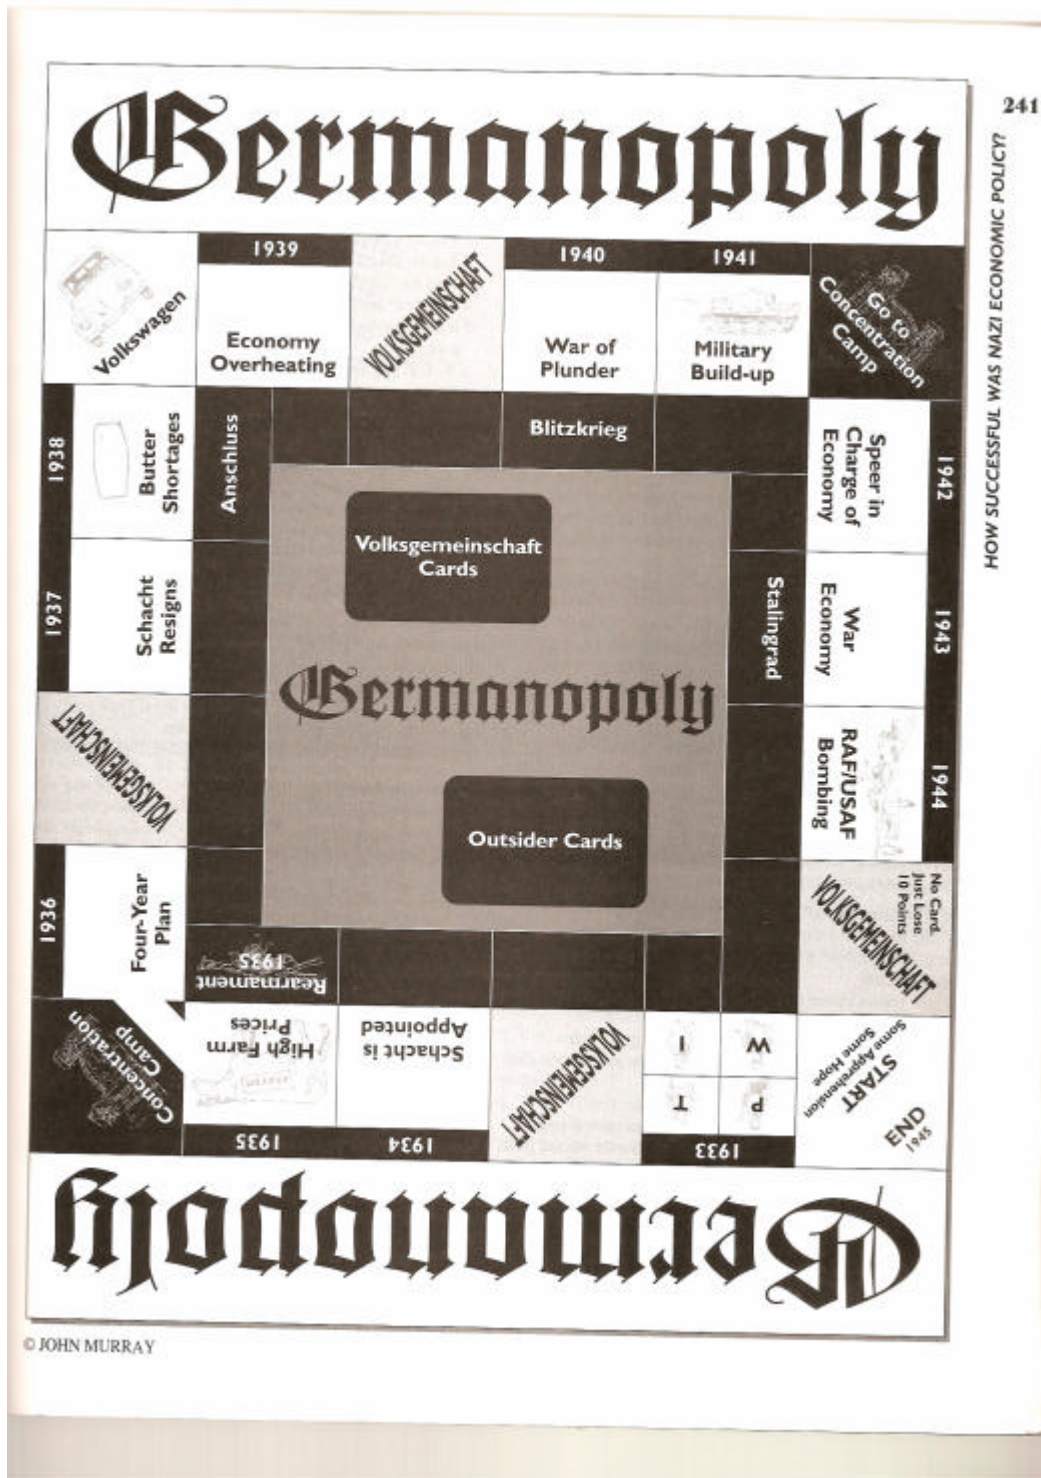 241
HOW SUCCESSFUL WAS NAZI ECONOMIC POLICY?
Germanopoly
Volkswagen
1939
Economy
Overheating
VOLKSGEMEINSCHAFT
1940
War of
Plunder
1941
Military
Build-up
Go to
Concentration
Camp
1938
Butter
Shortages
Anschluss
Blitzkrieg
Speer in
Charge of
Economy
1942
Volksgemeinschaft
Cards
1937
Schacht
Resigns
Stalingrad
War
Economy
1943
Germanopoly
VOLKSGEMEINSCHAFT
RAF/USAF
Bombing
1944
Outsider Cards
1936
Four-Year
Plan
No Card.
Just Lose
10 Points
VOLKSGEMEINSCHAFT
Rearmament
1935
Concentration
Camp
High Farm
Prices
1935
Schacht is
Appointed
1934
VOLKSGEMEINSCHAFT
W
I
P
T
1933
START
Some Apprehension
Some Hope
END
1945
Germanopoly
© JOHN MURRAY